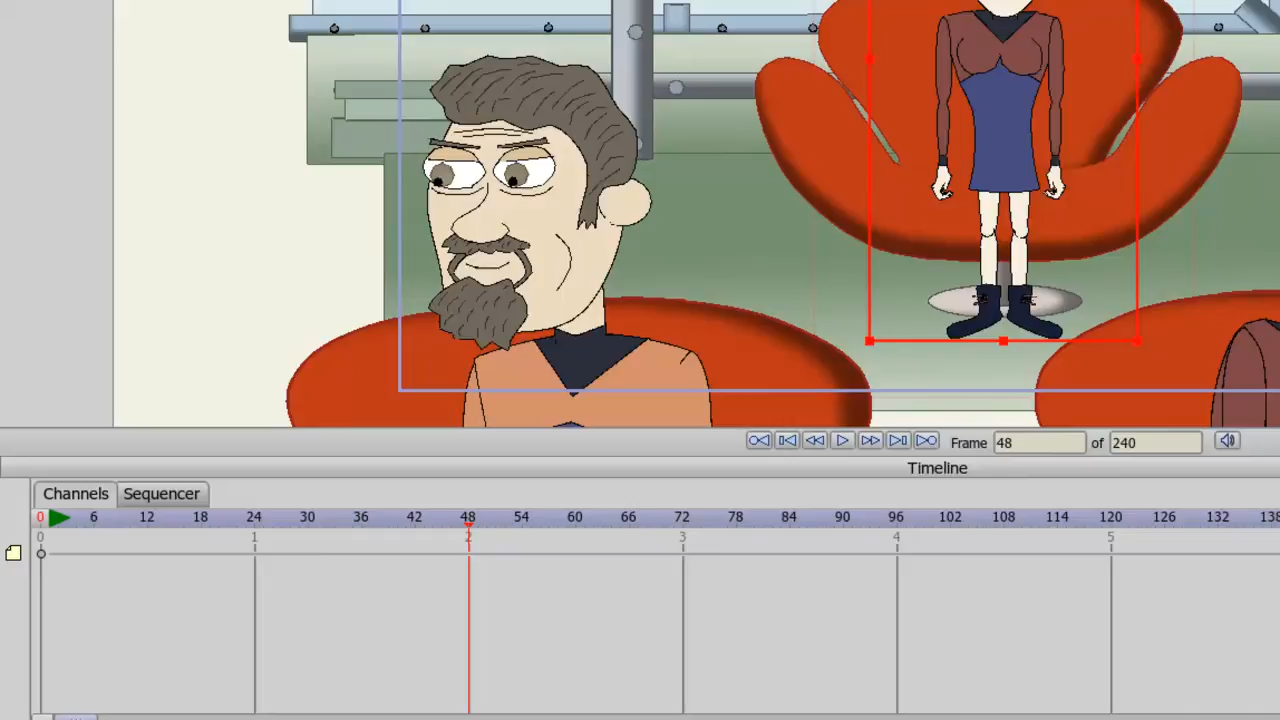 Frame 48 of 240
Timeline
Channels Sequencer
0 6 12 18 24 30 36 42 48 54 60 66 72 78 84 90 96 102 108 114 120 126 132 138
0 1 2 3 4 5